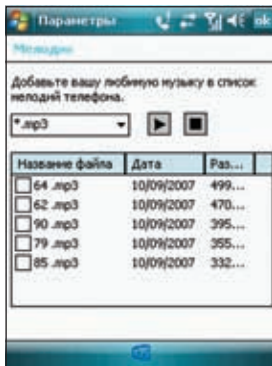 Параметры ok
Мелодии
Добавьте вашу любимую музыку в список
мелодий телефона.
*.mp3
Название файла Дата Раз...
64 .mp3 10/09/2007 499...
62 .mp3 10/09/2007 470...
90 .mp3 10/09/2007 395...
79 .mp3 10/09/2007 355...
85 .mp3 10/09/2007 332...